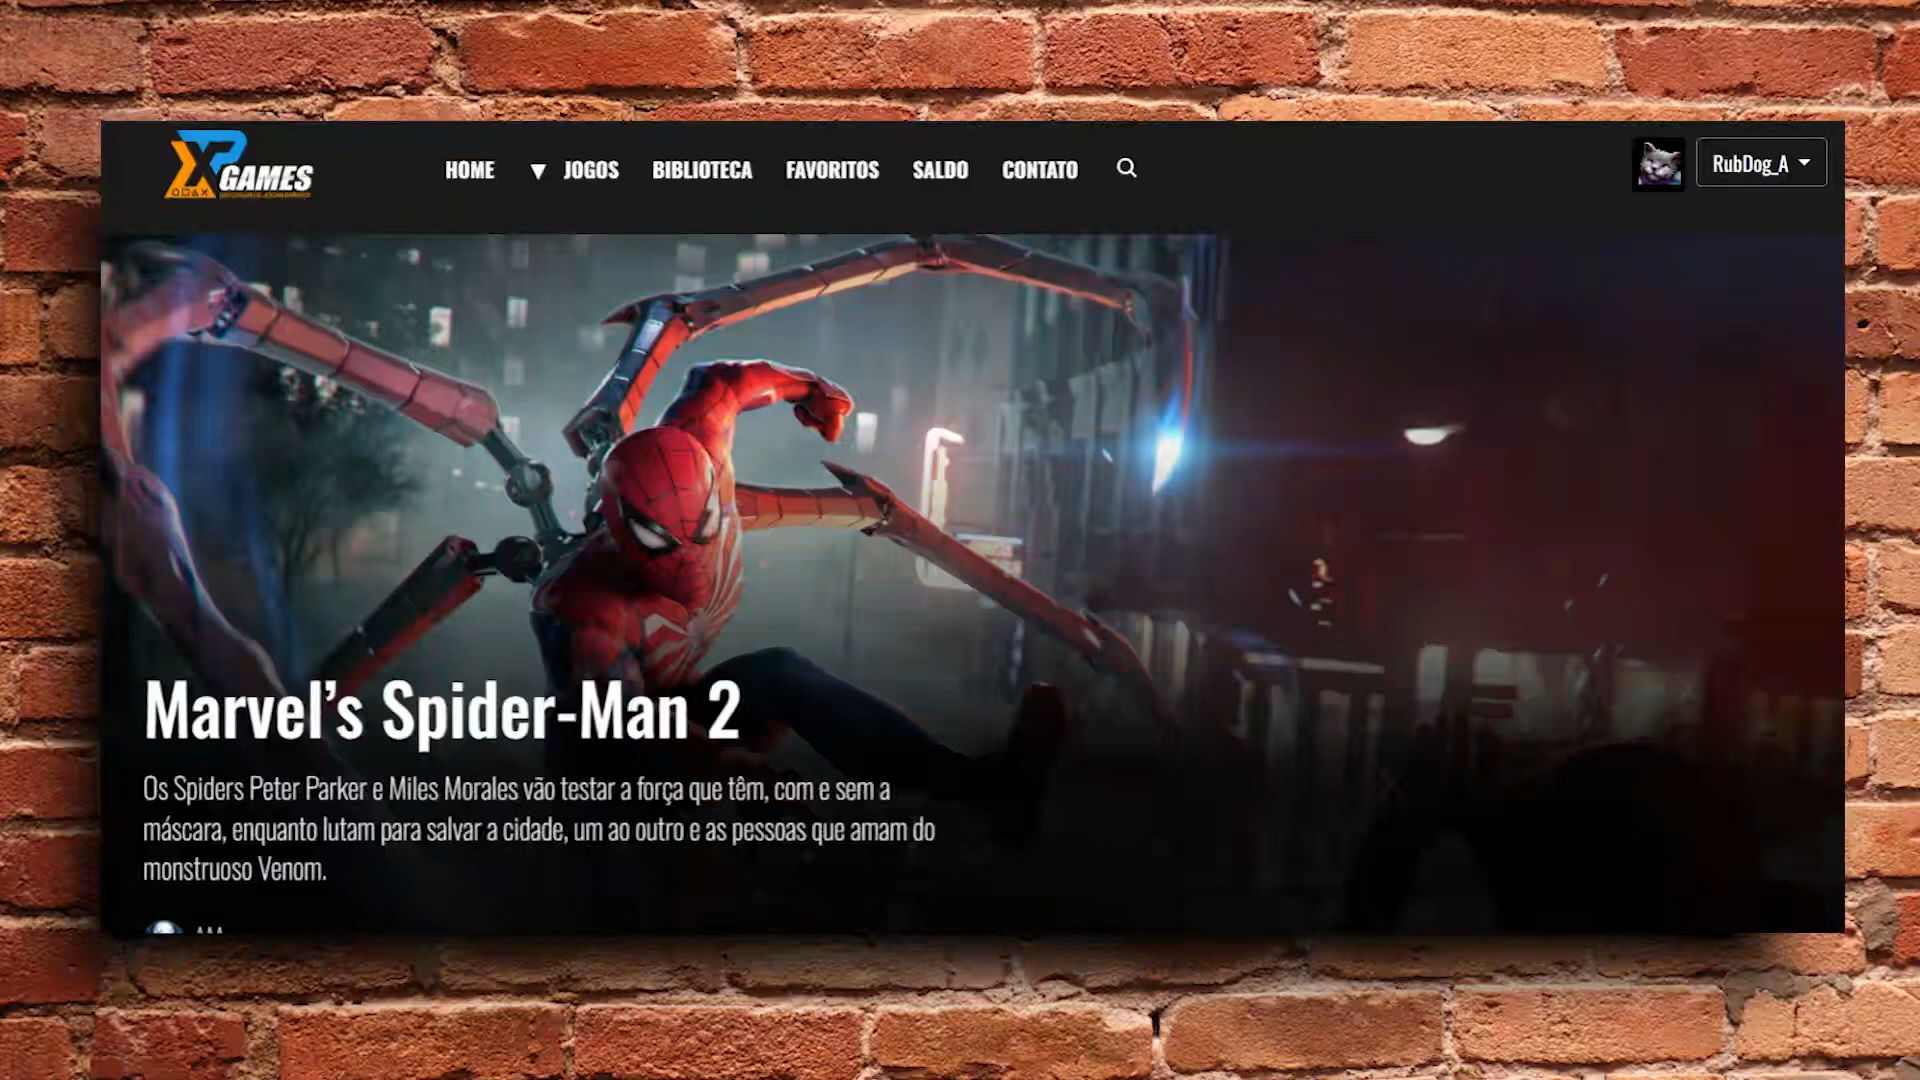 XP GAMES
HOME ▼ JOGOS BIBLIOTECA FAVORITOS SALDO CONTATO
RubDog_A
Marvel’s Spider-Man 2
Os Spiders Peter Parker e Miles Morales vão testar a força que têm, com e sem a
máscara, enquanto lutam para salvar a cidade, um ao outro e as pessoas que amam do
monstruoso Venom.